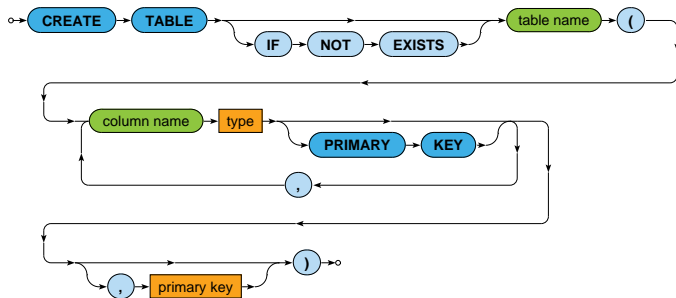 CREATE TABLE table name (
IF NOT EXISTS
column name type
PRIMARY KEY
,
)
, primary key